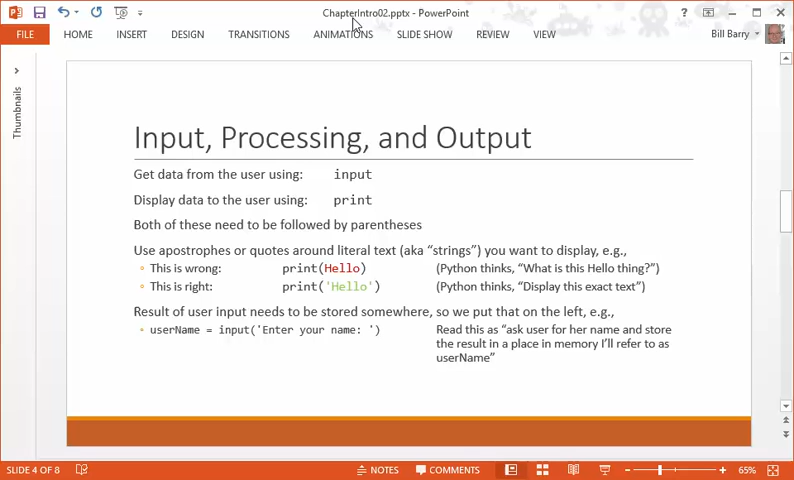 ChapterIntro02.pptx - PowerPoint
?
FILE HOME INSERT DESIGN TRANSITIONS ANIMATIONS SLIDE SHOW REVIEW VIEW Bill Barry
Thumbnails
Input, Processing, and Output
Get data from the user using: input
Display data to the user using: print
Both of these need to be followed by parentheses
Use apostrophes or quotes around literal text (aka “strings”) you want to display, e.g.,
This is wrong: print(Hello) (Python thinks, “What is this Hello thing?”)
This is right: print('Hello') (Python thinks, “Display this exact text”)
Result of user input needs to be stored somewhere, so we put that on the left, e.g.,
userName = input('Enter your name: ') Read this as “ask user for her name and store
the result in a place in memory I’ll refer to as
userName”
SLIDE 4 OF 8 NOTES COMMENTS 65%